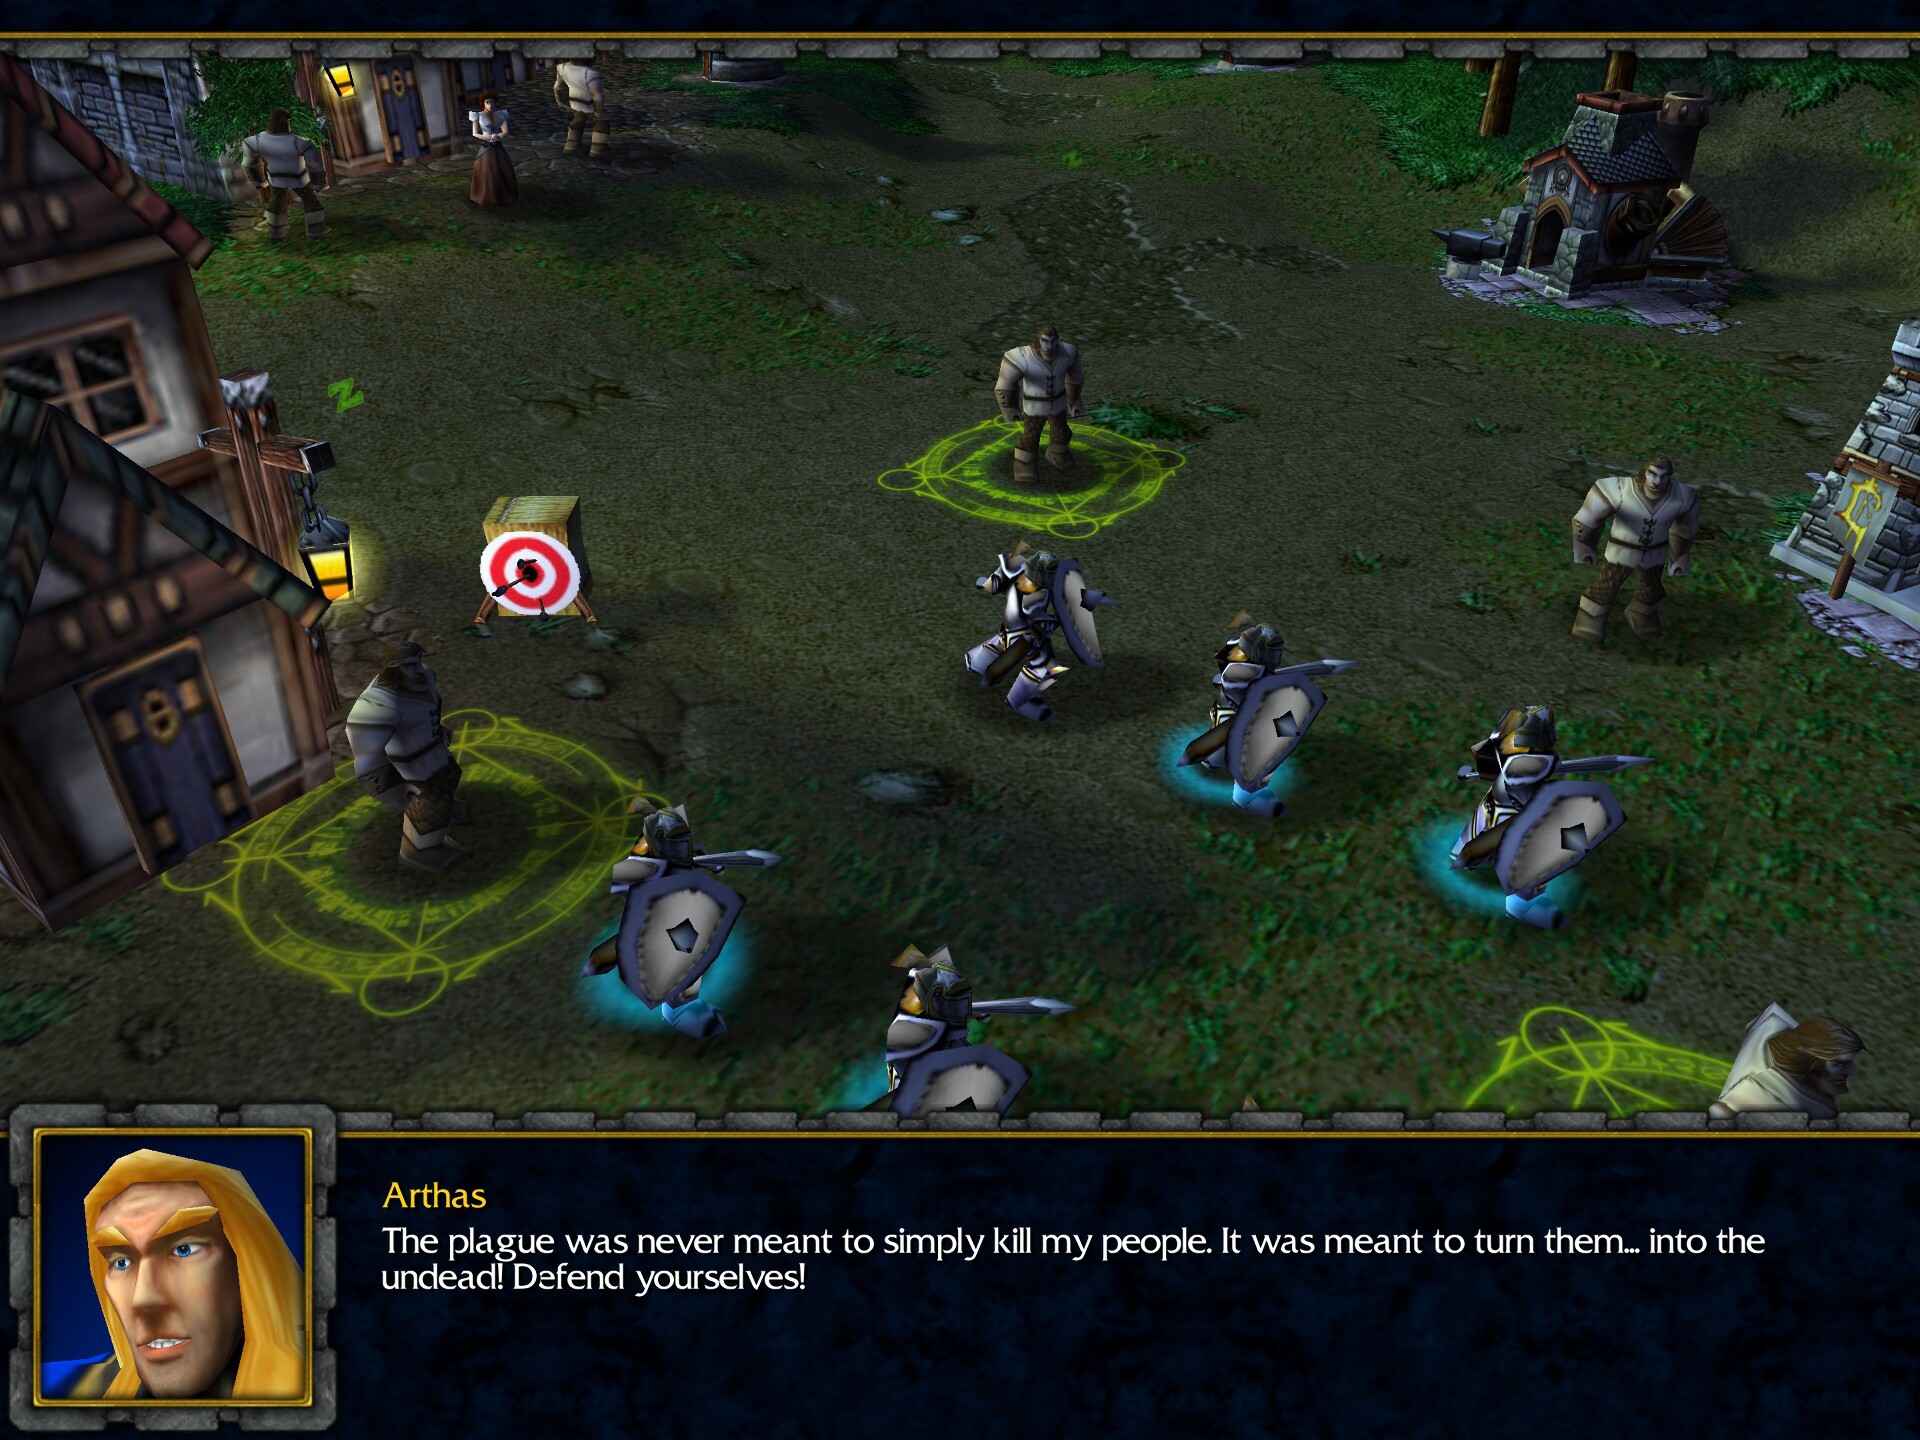 Arthas
The plague was never meant to simply kill my people. It was meant to turn them... into the
undead! Defend yourselves!